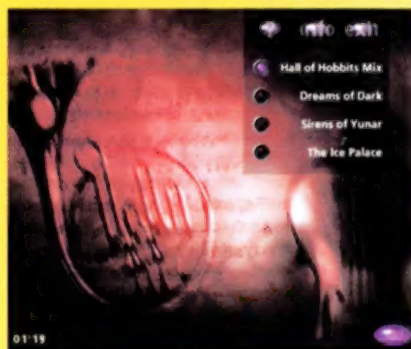 info exit
Hall of Hobbits Mix
Dreams of Dark
Sirens of Yunar
The Ice Palace
01:19